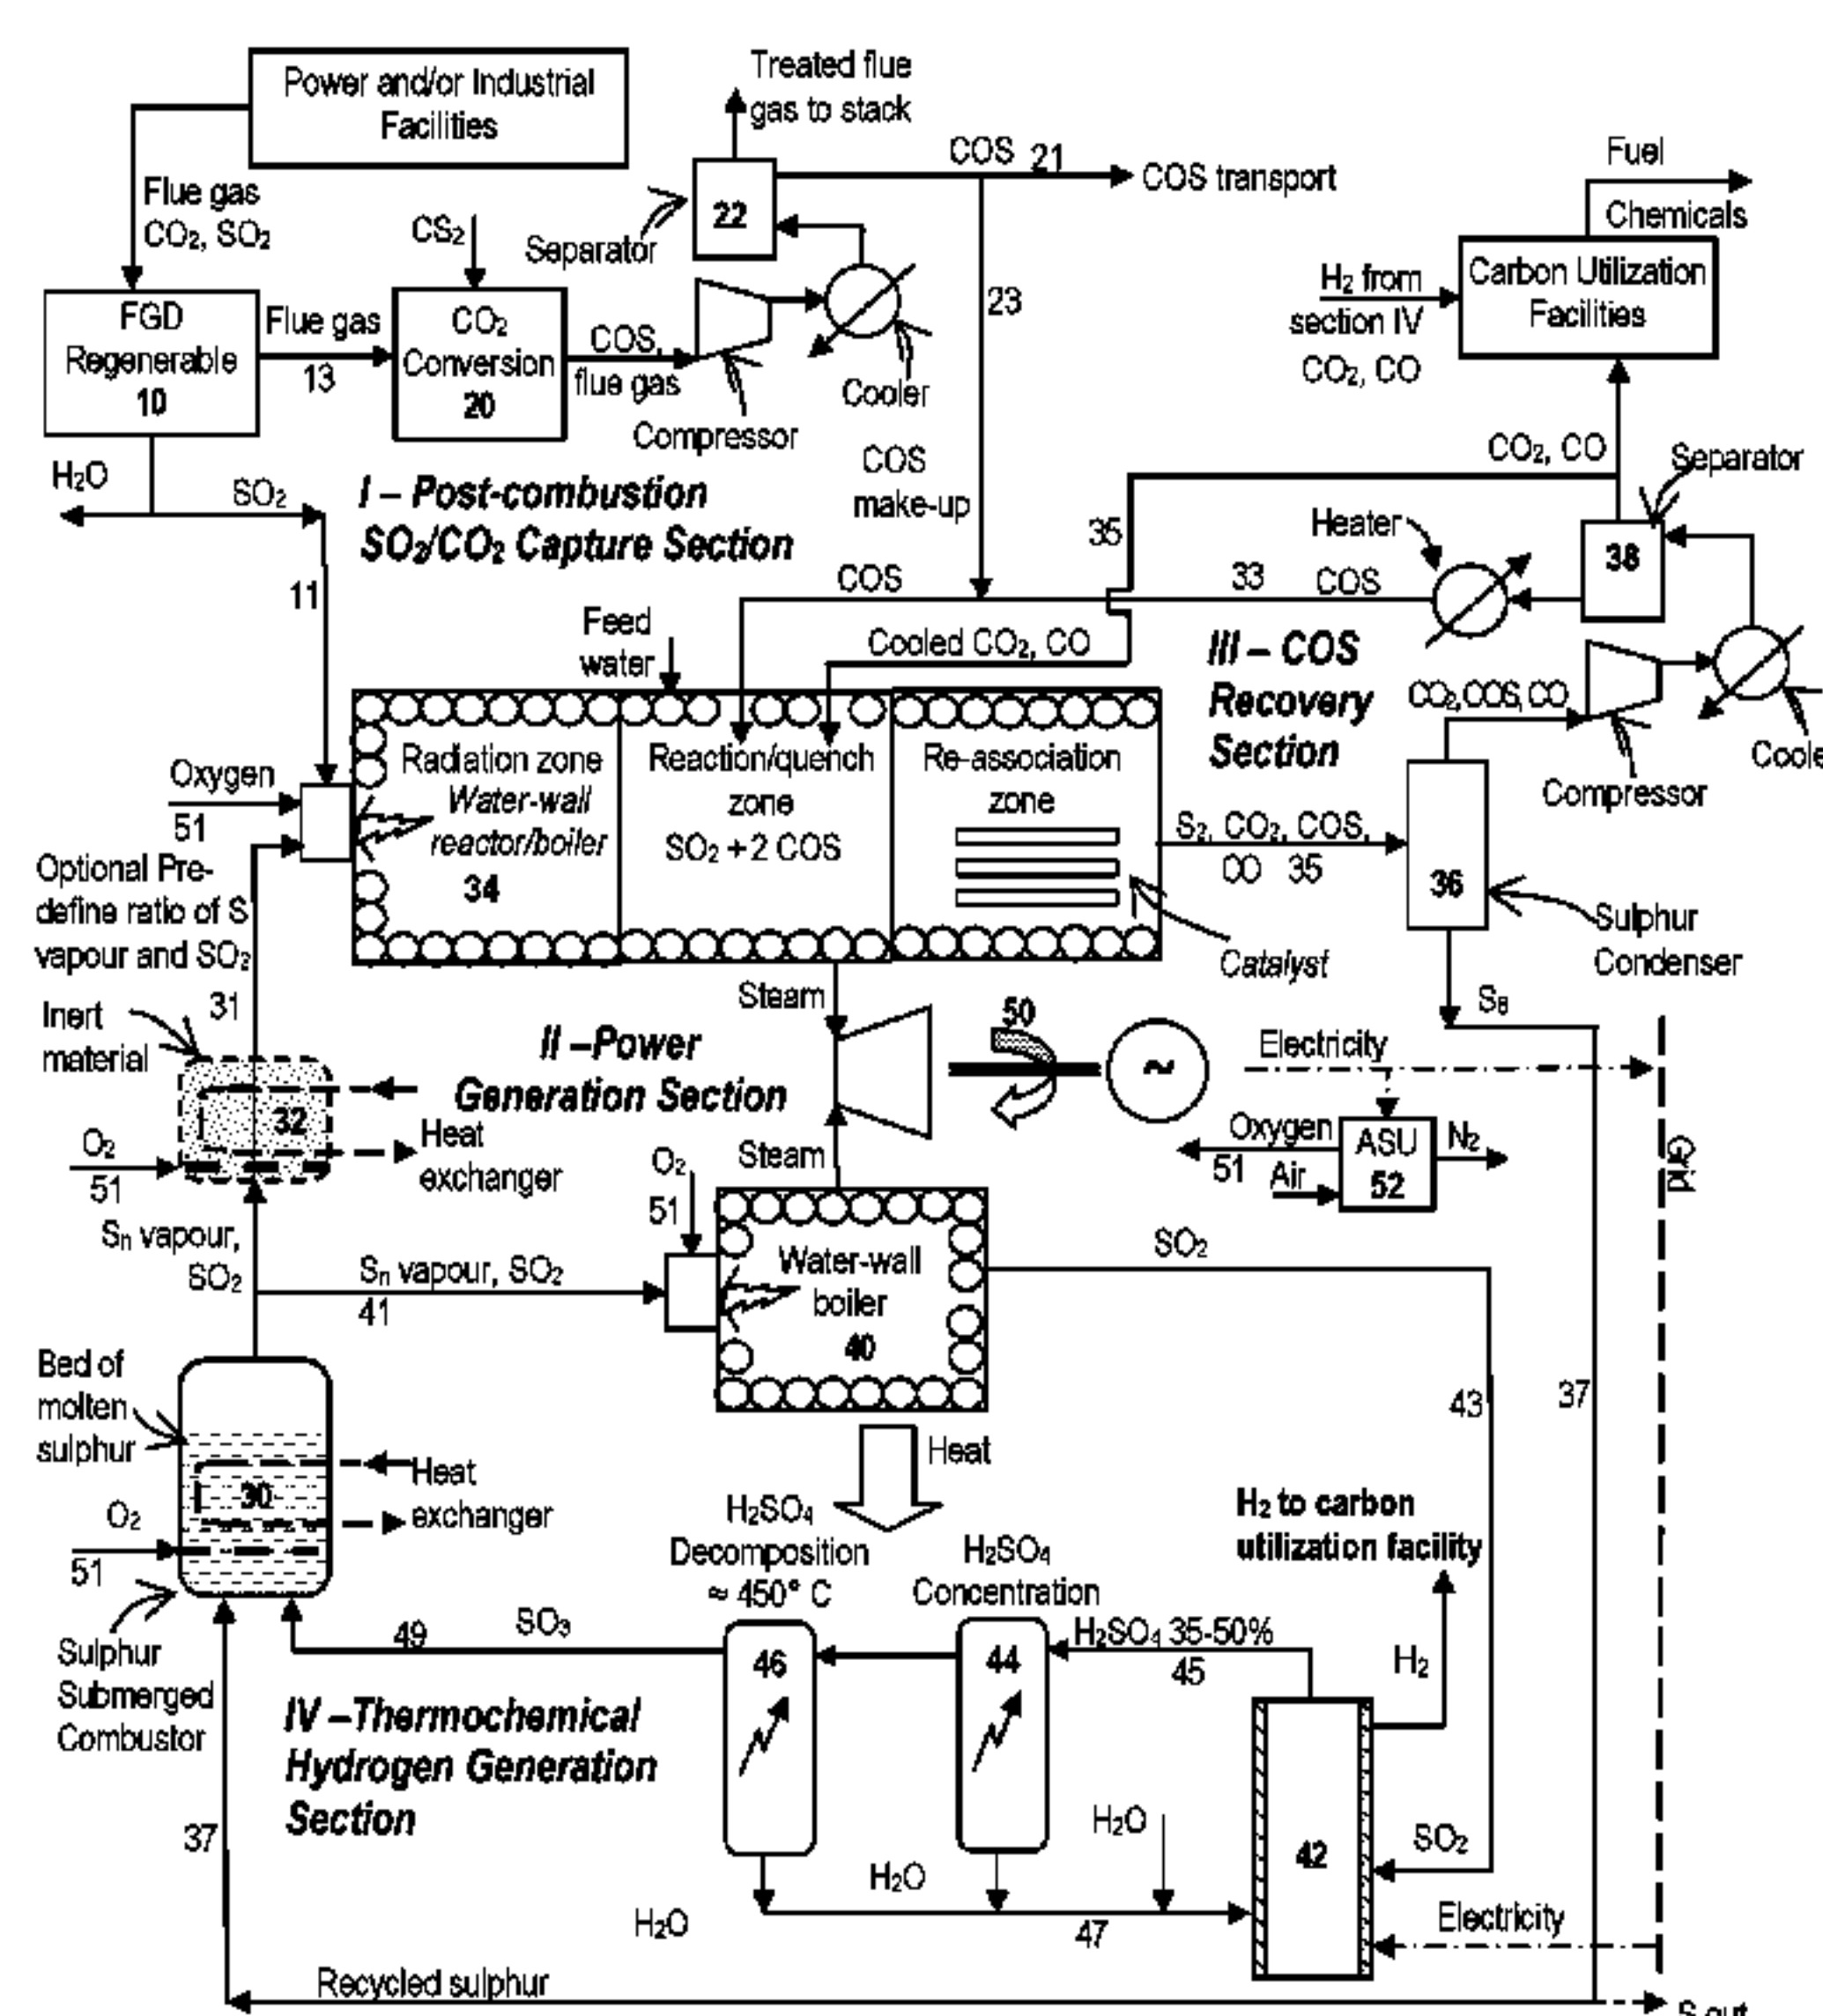 Power and/or Industrial
Facilities
Treated flue
gas to stack
COS 21
COS transport
Fuel
Chemicals
Flue gas
CO₂, SO₂
CS₂
Separator
22
23
H₂ from
section IV
CO₂, CO
Carbon Utilization
Facilities
FGD
Regenerable
10
Flue gas
13
CO₂
Conversion
20
COS,
flue gas
Compressor
Cooler
H₂O
SO₂
I – Post-combustion
SO₂/CO₂ Capture Section
COS
make-up
CO₂, CO
Separator
35
Heater
38
11
COS
33
COS
Feed
water
Cooled CO₂, CO
III – COS
Recovery
Section
CO₂,COS,CO
Compressor
Oxygen
51
Radiation zone
Water-wall
reactor/boiler
34
Reaction/quench
zone
SO₂ + 2 COS
Re-association
zone
Catalyst
S₂, CO₂, COS,
CO 35
36
Sulphur
Condenser
S₈
Optional Pre-
define ratio of S
vapour and SO₂
31
Inert
material
32
Heat
exchanger
O₂
51
II –Power
Generation Section
Steam
50
~
Electricity
Oxygen
51
Air
ASU
52
N₂
Grid
Steam
Sₙ vapour,
SO₂
Sₙ vapour, SO₂
41
O₂
51
Water-wall
boiler
40
SO₂
43
37
Bed of
molten
sulphur
30
Heat
exchanger
O₂
51
Sulphur
Submerged
Combustor
Heat
H₂SO₄
Decomposition
≈ 450° C
H₂SO₄
Concentration
H₂ to carbon
utilization facility
SO₃
49
46
44
H₂SO₄ 35-50%
45
H₂
IV –Thermochemical
Hydrogen Generation
Section
42
SO₂
H₂O
H₂O
H₂O
47
Electricity
37
Recycled sulphur